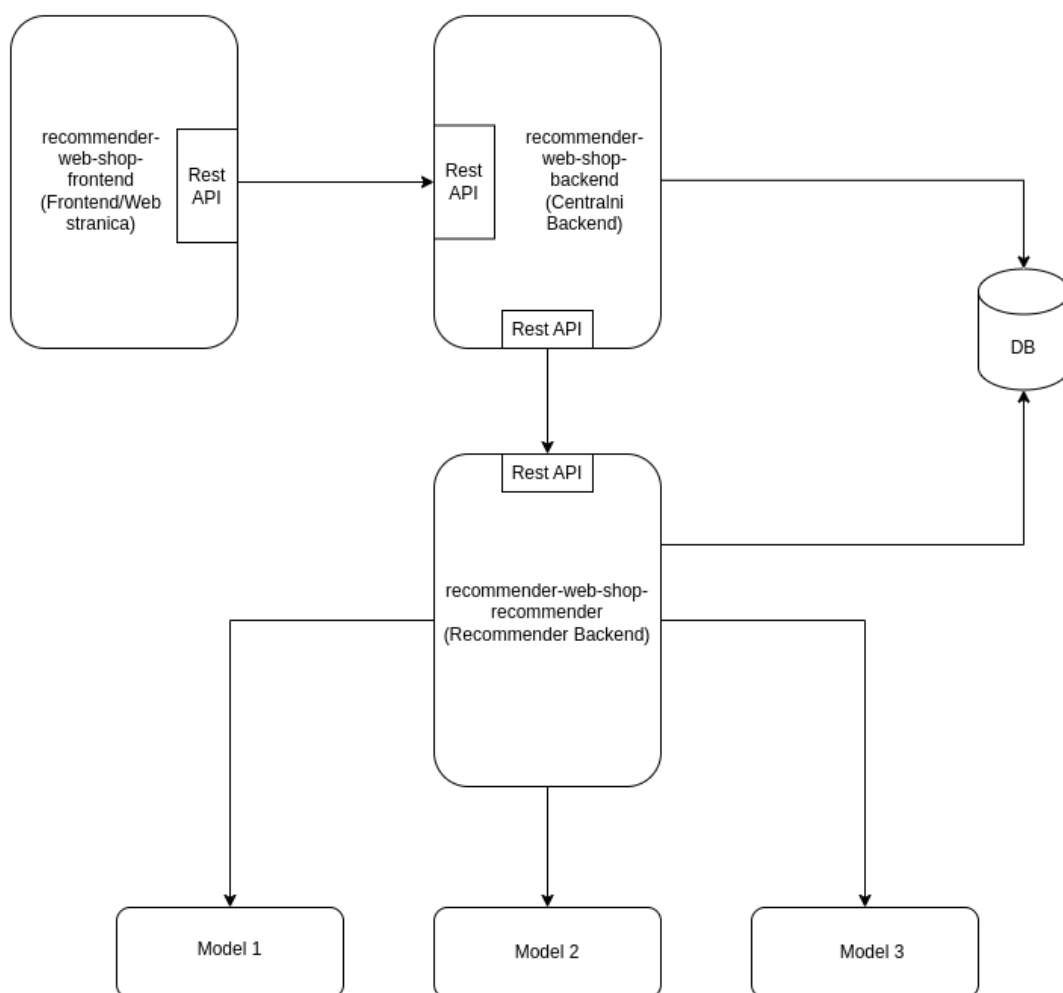 recommender-
web-shop-
frontend
(Frontend/Web
stranica)
Rest
API
Rest
API
recommender-
web-shop-
backend
(Centralni
Backend)
Rest API
DB
Rest API
recommender-web-shop-
recommender
(Recommender Backend)
Model 1
Model 2
Model 3